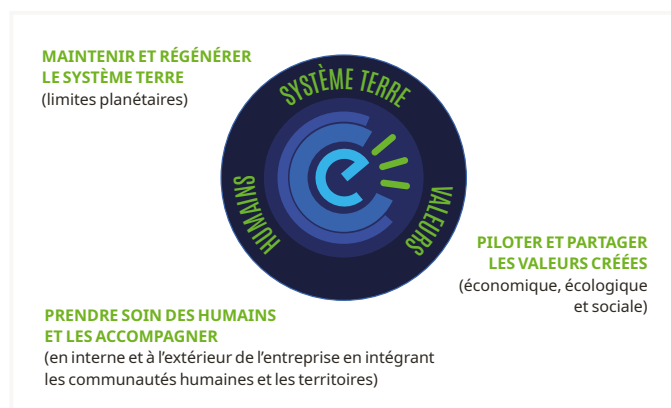 MAINTENIR ET RÉGÉNÉRER
LE SYSTÈME TERRE
(limites planétaires)
SYSTÈME TERRE
HUMAINS
VALEURS
PILOTER ET PARTAGER
LES VALEURS CRÉÉES
(économique, écologique
et sociale)
PRENDRE SOIN DES HUMAINS
ET LES ACCOMPAGNER
(en interne et à l’extérieur de l’entreprise en intégrant
les communautés humaines et les territoires)